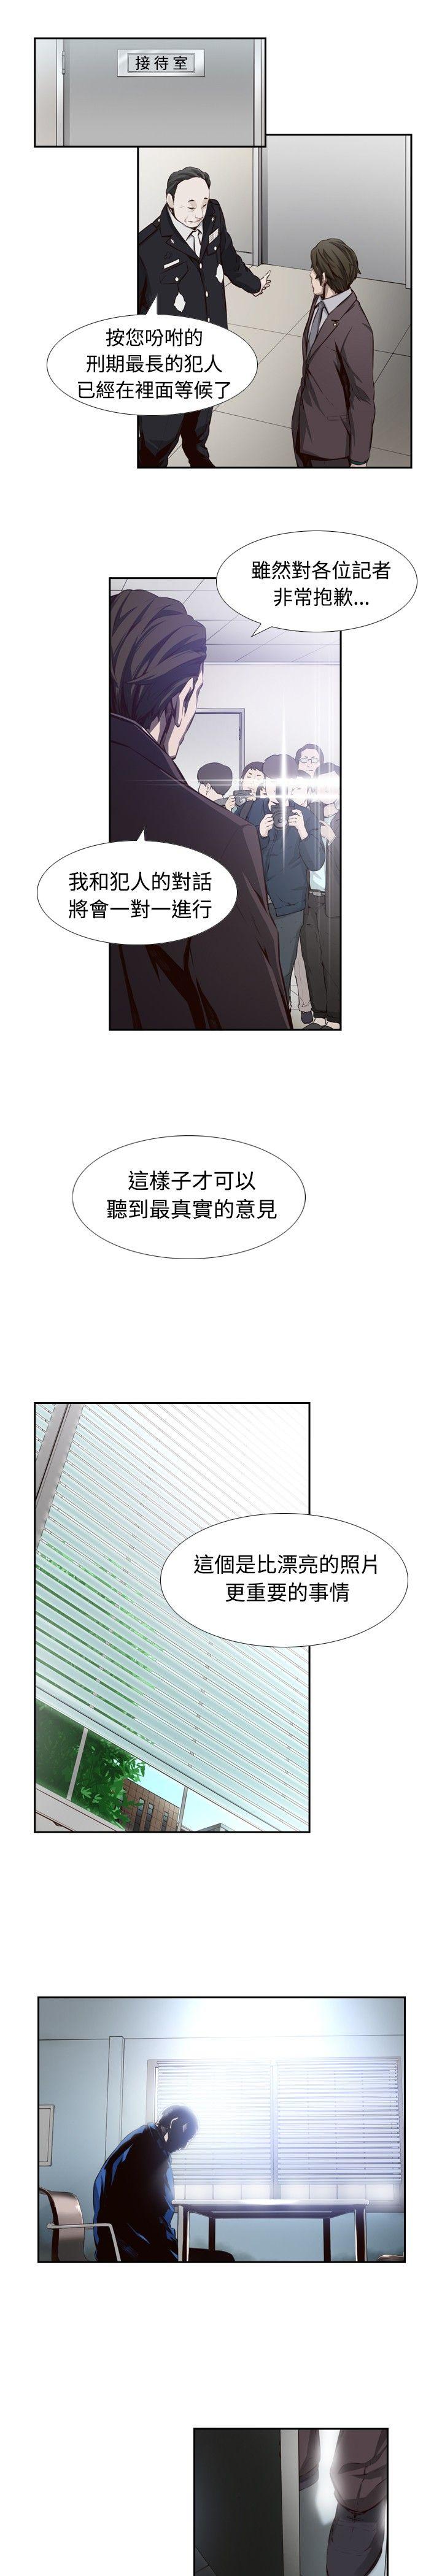 接待室
按您吩咐的
刑期最長的犯人
已經在裡面等候了
雖然對各位記者
非常抱歉...
我和犯人的對話
將會一對一進行
這樣子才可以
聽到最真實的意見
這個是比漂亮的照片
更重要的事情